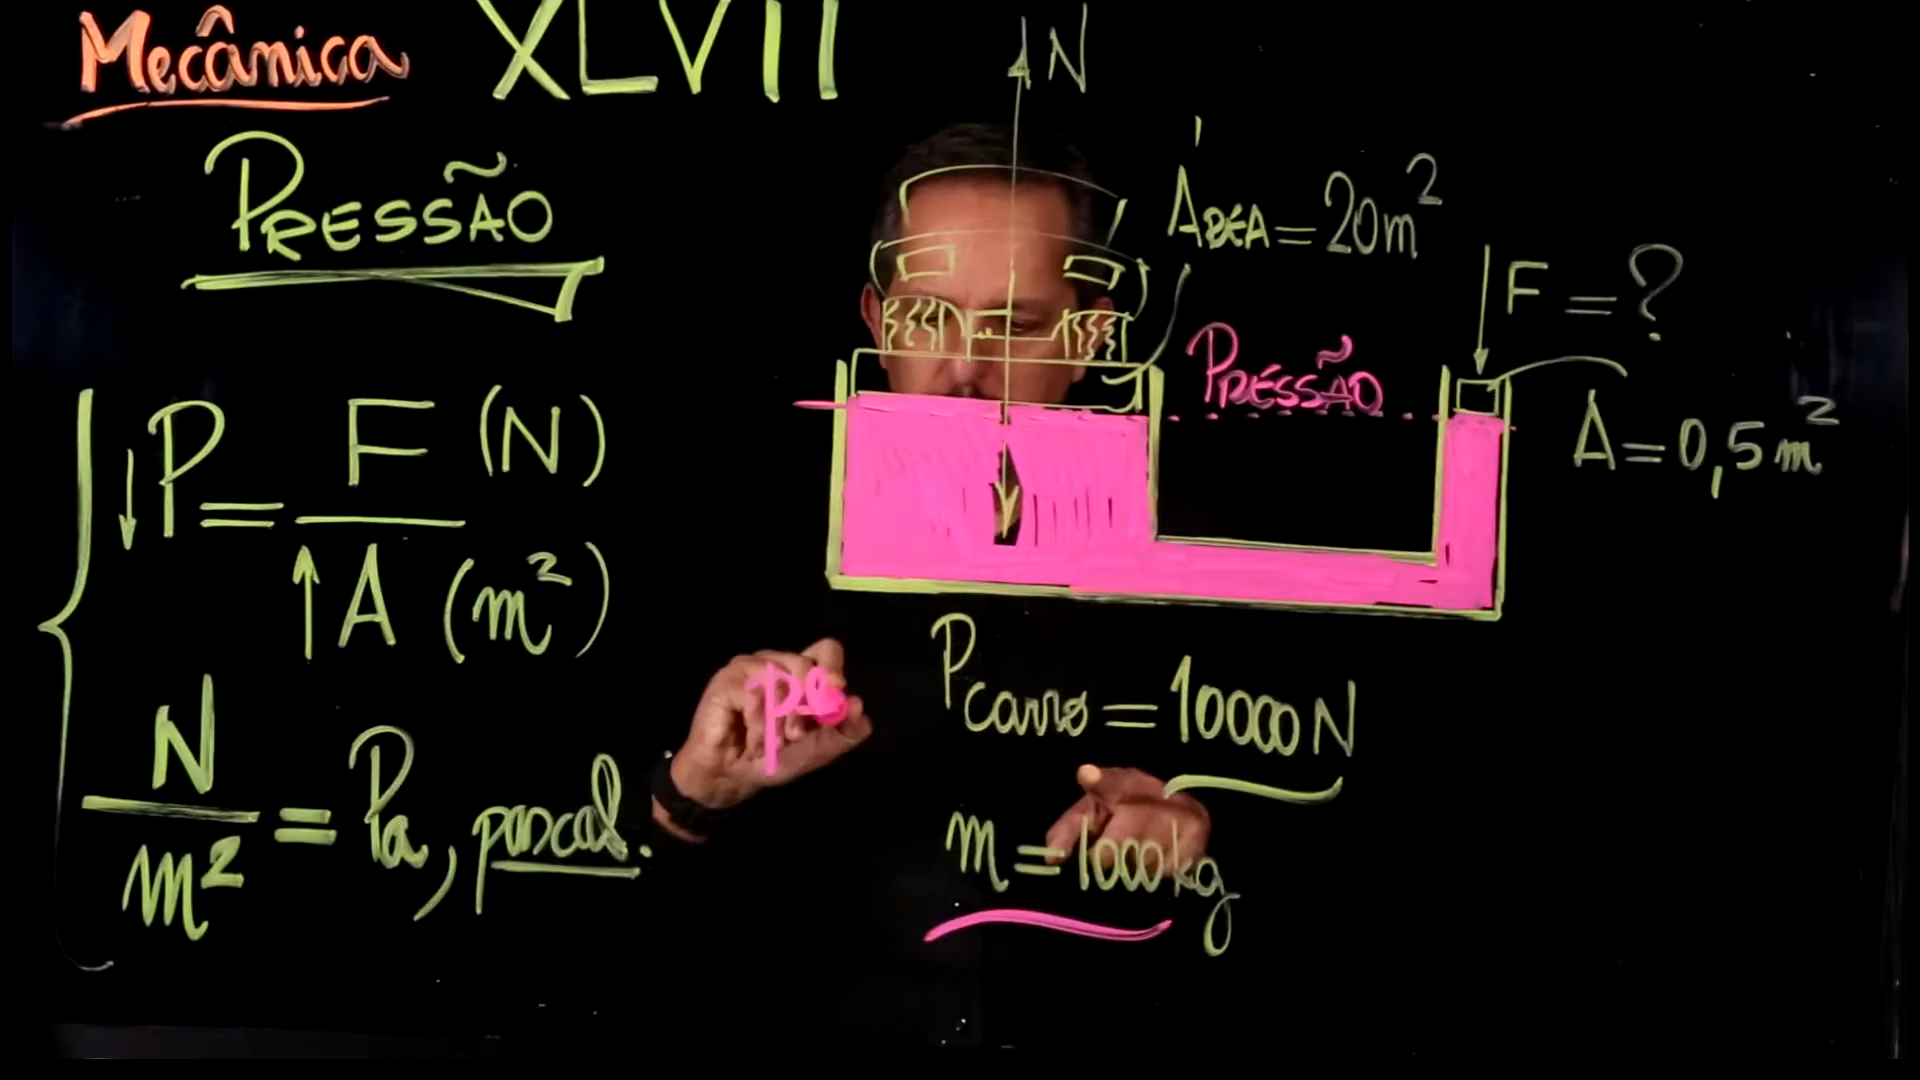 Mecânica XLVII
N
PRESSÃO
ÁREA = 20m²
F = ?
PRESSÃO
A = 0,5 m²
P = F (N)
A (m²)
N
m² = Pa, pascal.
Pcarro = 10000 N
m = 1000kg